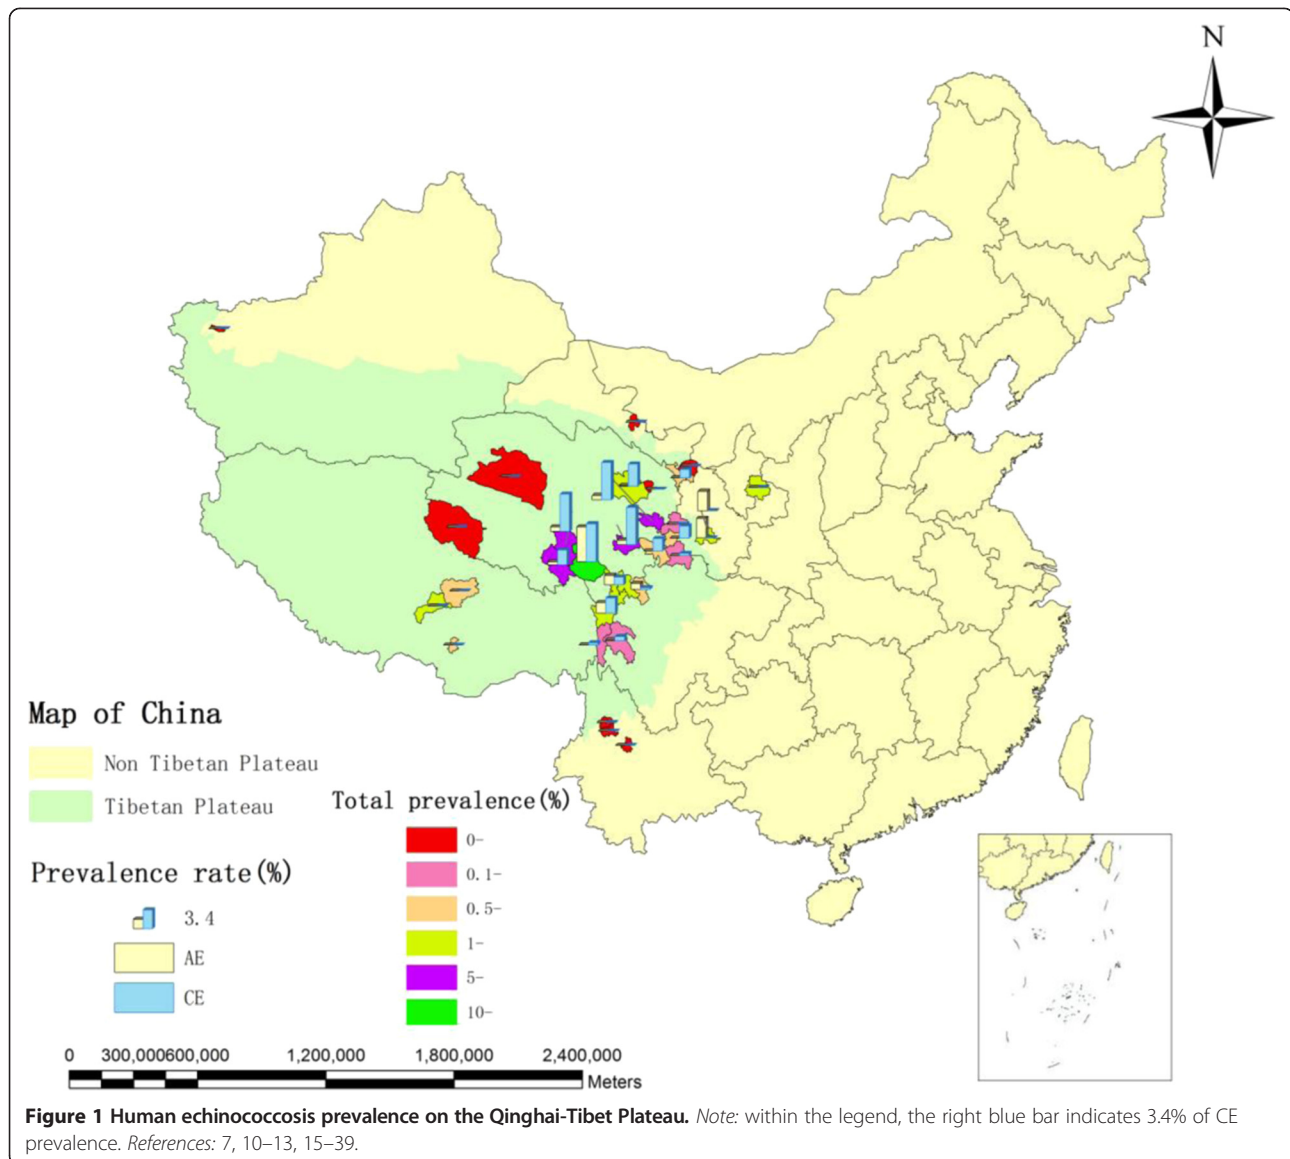 N
Map of China
Non Tibetan Plateau
Tibetan Plateau
Prevalence rate(%)
3.4
AE
CE
Total prevalence(%)
0-
0.1-
0.5-
1-
5-
10-
0 300,000600,000 1,200,000 1,800,000 2,400,000
Meters
Figure 1 Human echinococcosis prevalence on the Qinghai-Tibet Plateau. Note: within the legend, the right blue bar indicates 3.4% of CE
prevalence. References: 7, 10–13, 15–39.